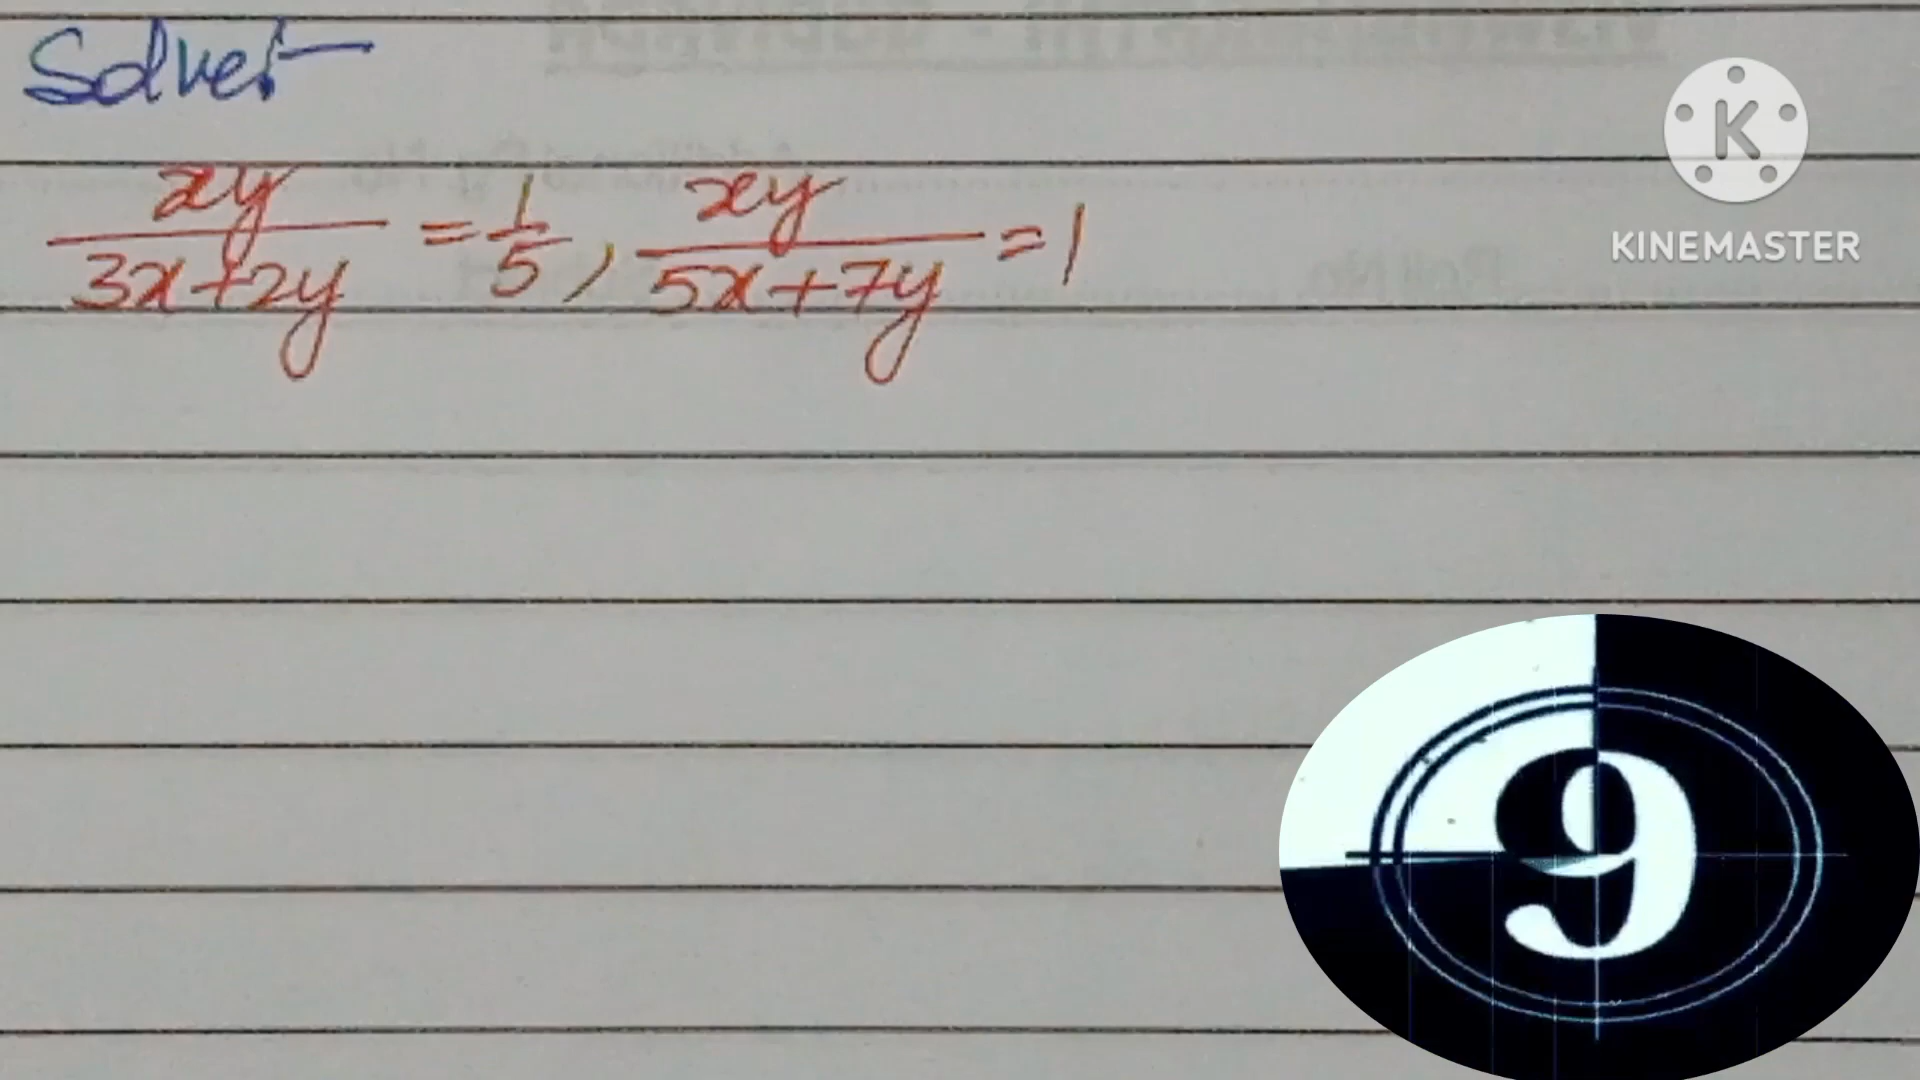 Solve:-
xy/(3x+2y) = 1/5, xy/(5x+7y) = 1
K
KINEMASTER
9